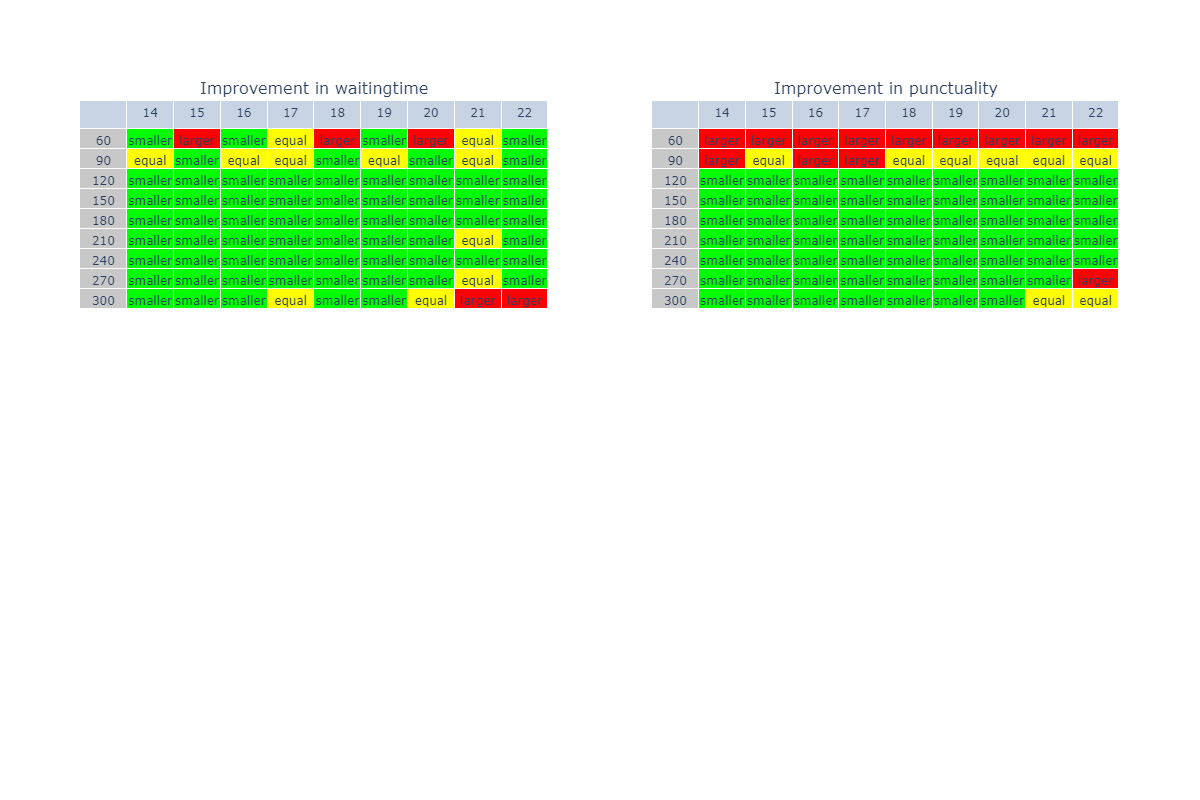 Improvement in waitingtime
14 15 16 17 18 19 20 21 22
60 smaller larger smaller equal larger smaller larger equal smaller
90 equal smaller equal equal smaller equal smaller equal smaller
120 smaller smaller smaller smaller smaller smaller smaller smaller smaller
150 smaller smaller smaller smaller smaller smaller smaller smaller smaller
180 smaller smaller smaller smaller smaller smaller smaller smaller smaller
210 smaller smaller smaller smaller smaller smaller smaller equal smaller
240 smaller smaller smaller smaller smaller smaller smaller smaller smaller
270 smaller smaller smaller smaller smaller smaller smaller equal smaller
300 smaller smaller smaller equal smaller smaller equal larger larger
Improvement in punctuality
14 15 16 17 18 19 20 21 22
60 larger larger larger larger larger larger larger larger larger
90 larger equal larger larger equal equal equal equal equal
120 smaller smaller smaller smaller smaller smaller smaller smaller smaller
150 smaller smaller smaller smaller smaller smaller smaller smaller smaller
180 smaller smaller smaller smaller smaller smaller smaller smaller smaller
210 smaller smaller smaller smaller smaller smaller smaller smaller smaller
240 smaller smaller smaller smaller smaller smaller smaller smaller smaller
270 smaller smaller smaller smaller smaller smaller smaller smaller larger
300 smaller smaller smaller smaller smaller smaller smaller equal equal